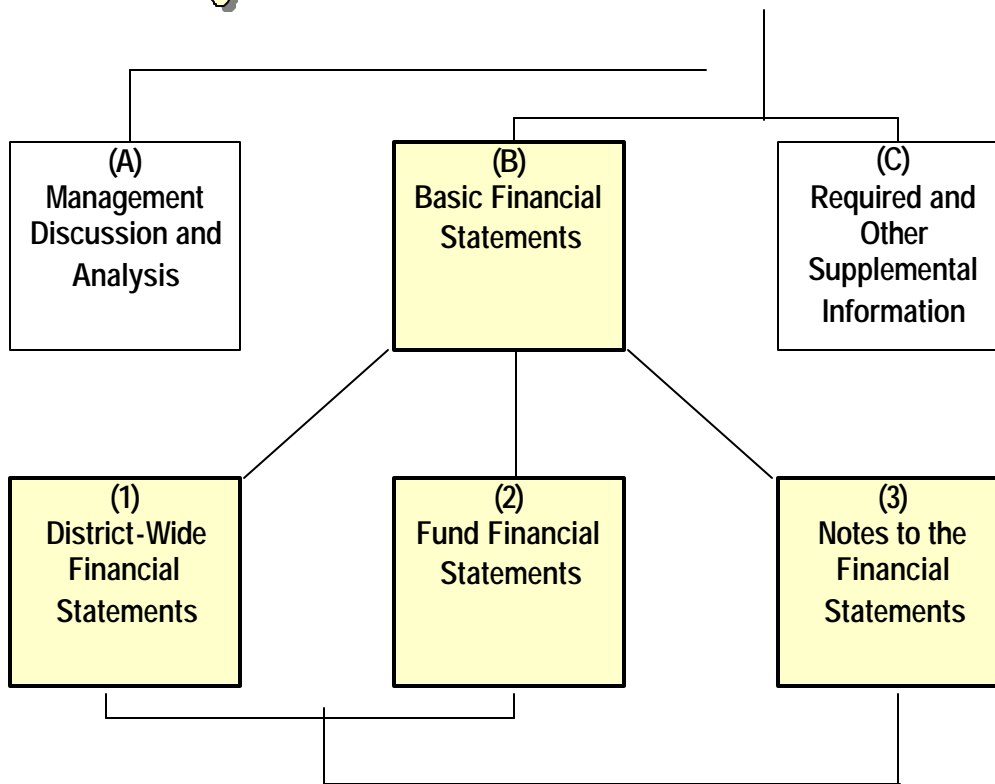 (A)
Management
Discussion and
Analysis
(B)
Basic Financial
Statements
(C)
Required and
Other
Supplemental
Information
(1)
District-Wide
Financial
Statements
(2)
Fund Financial
Statements
(3)
Notes to the
Financial
Statements